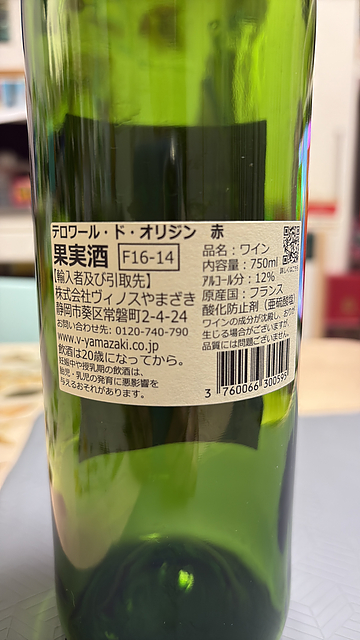 テロワール・ド・オリジン 赤
果実酒 F16-14
【輸入者及び引取先】
株式会社ヴィノスやまざき
静岡市葵区常磐町2-4-24
お問い合わせ先: 0120-740-790
www.v-yamazaki.co.jp
飲酒は20歳になってから。
妊娠中や授乳期の飲酒は、
胎児・乳児の発育に悪影響を
与えるおそれがあります。
品名：ワイン
内容量：750ml
アルコール分：12%
原産国：フランス
酸化防止剤（亜硫酸塩）
ワインの成分が沈殿し、おりが
生じる場合がございますが、
品質には問題ございません。
3 760066 300595